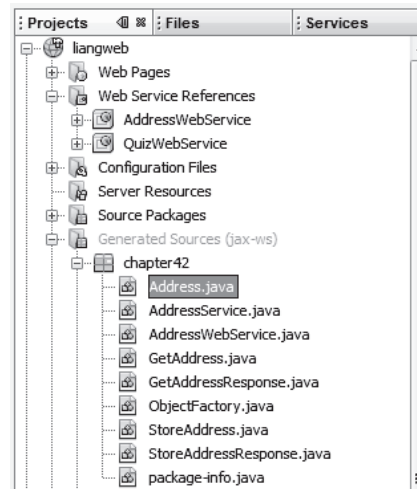 Projects Files Services
liangweb
Web Pages
Web Service References
AddressWebService
QuizWebService
Configuration Files
Server Resources
Source Packages
Generated Sources (jax-ws)
chapter42
Address.java
AddressService.java
AddressWebService.java
GetAddress.java
GetAddressResponse.java
ObjectFactory.java
StoreAddress.java
StoreAddressResponse.java
package-info.java